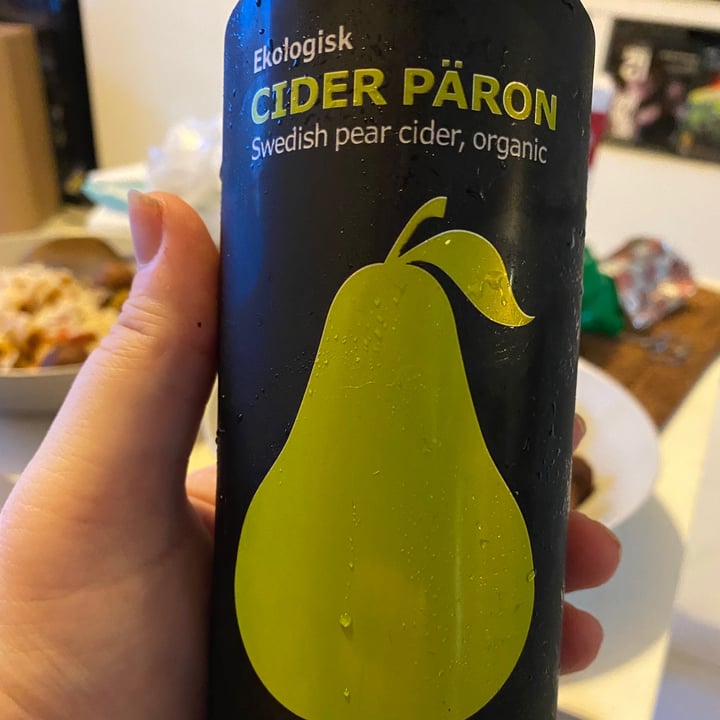 Ekologisk
CIDER PÄRON
Swedish pear cider, organic